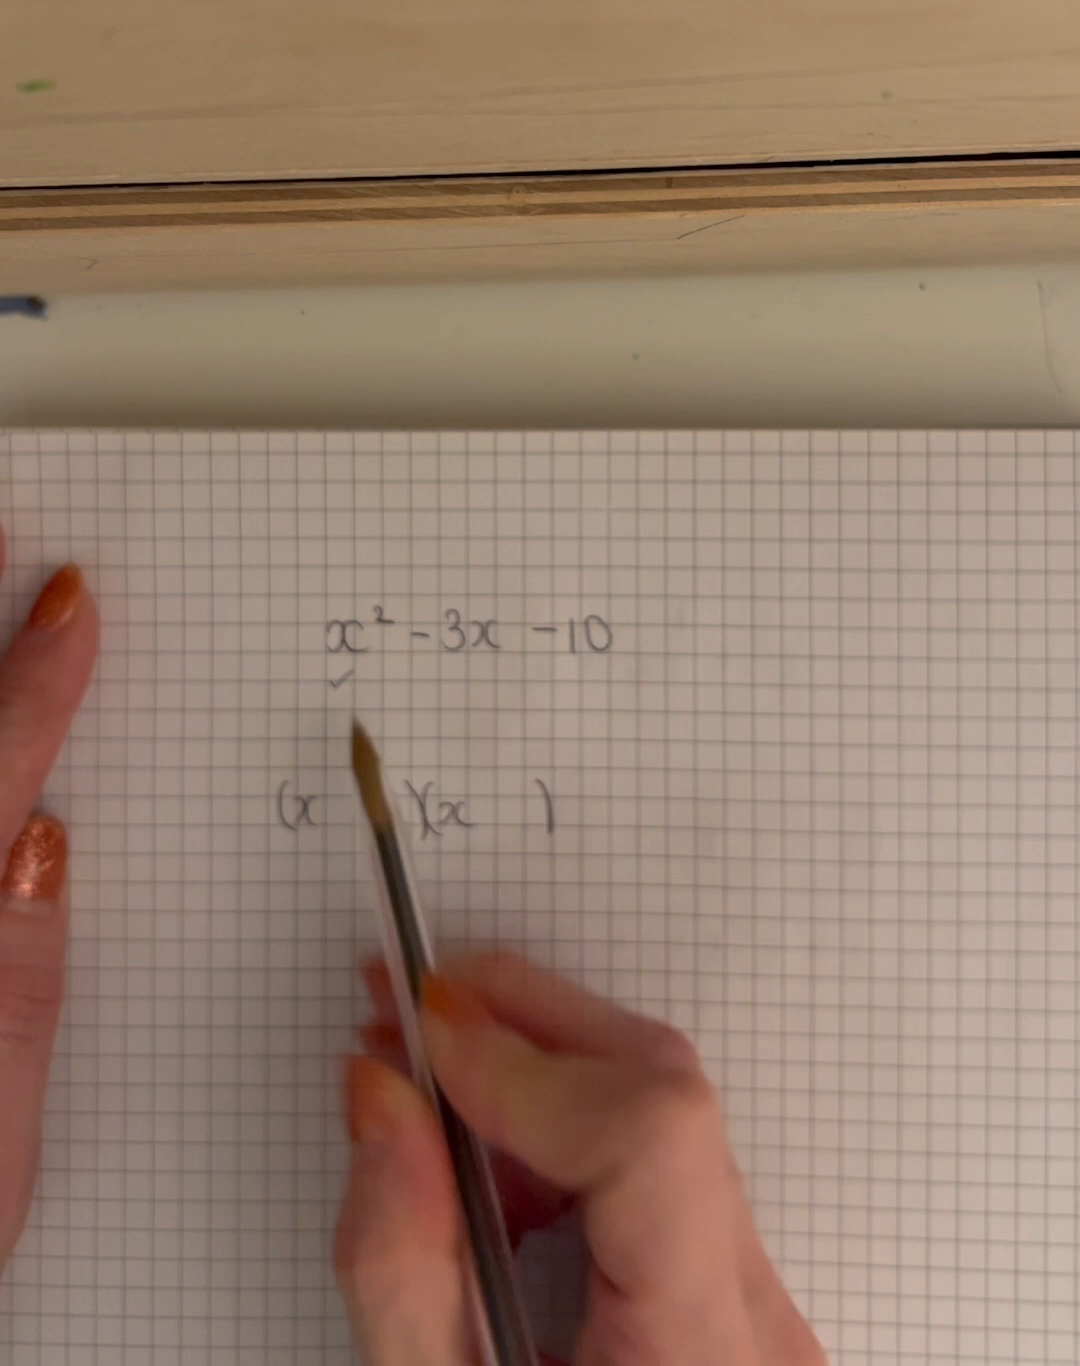 x² - 3x - 10
(x )(x )